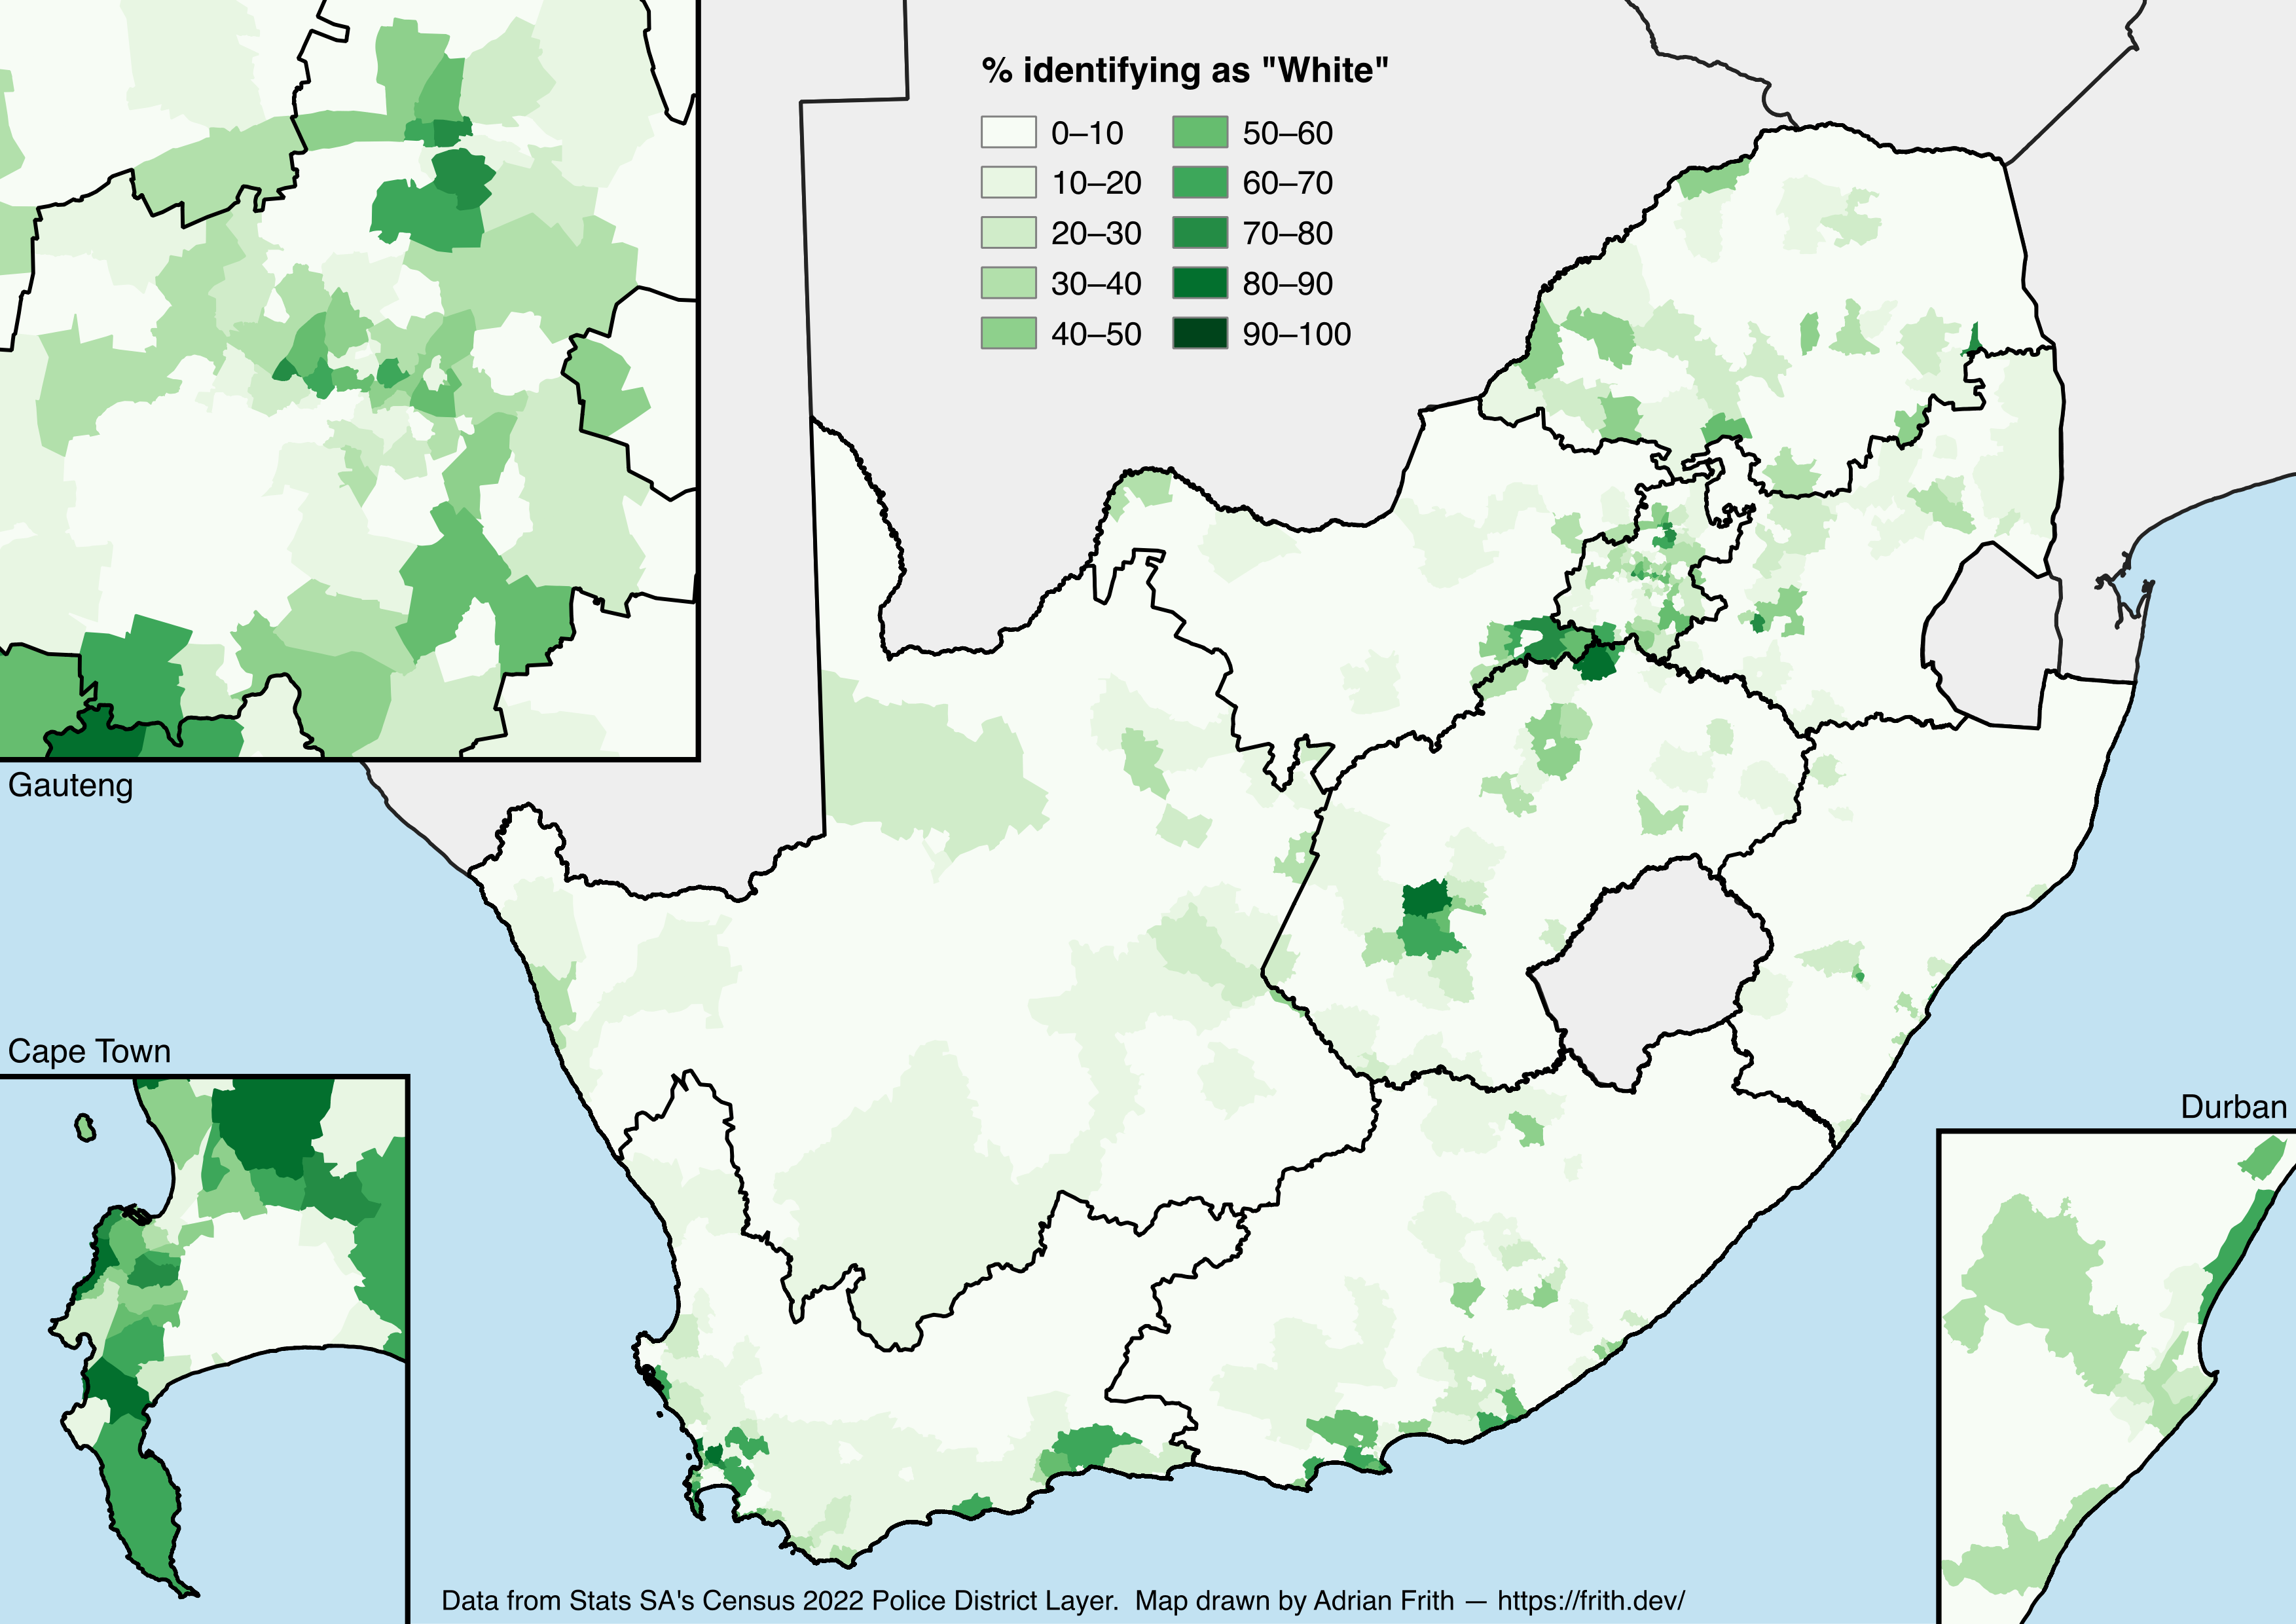 % identifying as "White"
0–10
50–60
10–20
60–70
20–30
70–80
30–40
80–90
40–50
90–100
Gauteng
Cape Town
Durban
Data from Stats SA's Census 2022 Police District Layer.  Map drawn by Adrian Frith — https://frith.dev/